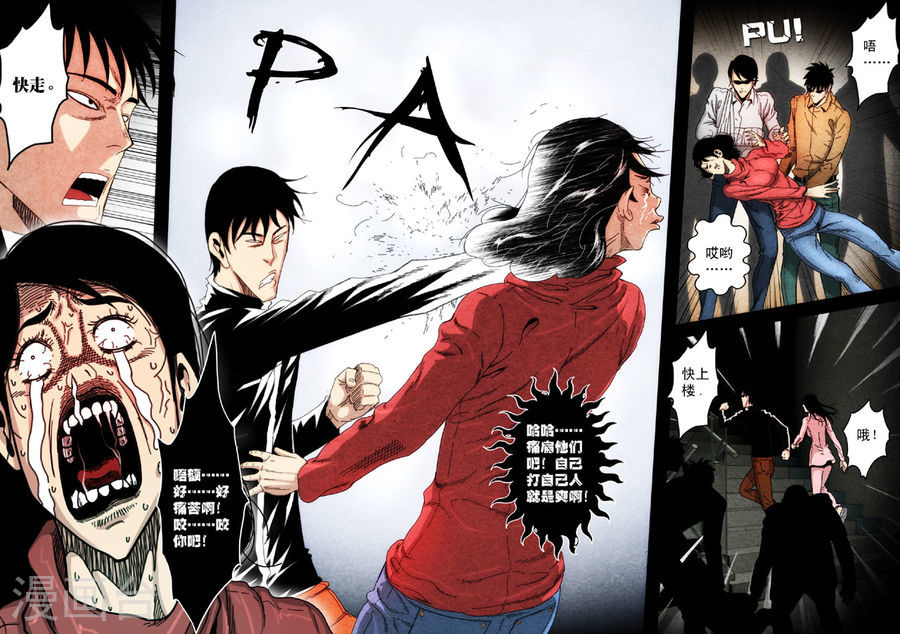 快走。
PA
唔
……
PU!
哎哟
……
快上
楼.
哦!
唔额……
好……好
痛苦啊!
咬……咬
你吧!
哈哈……
痛扁他们
吧!自己
打自己人
就是爽啊!
漫画台